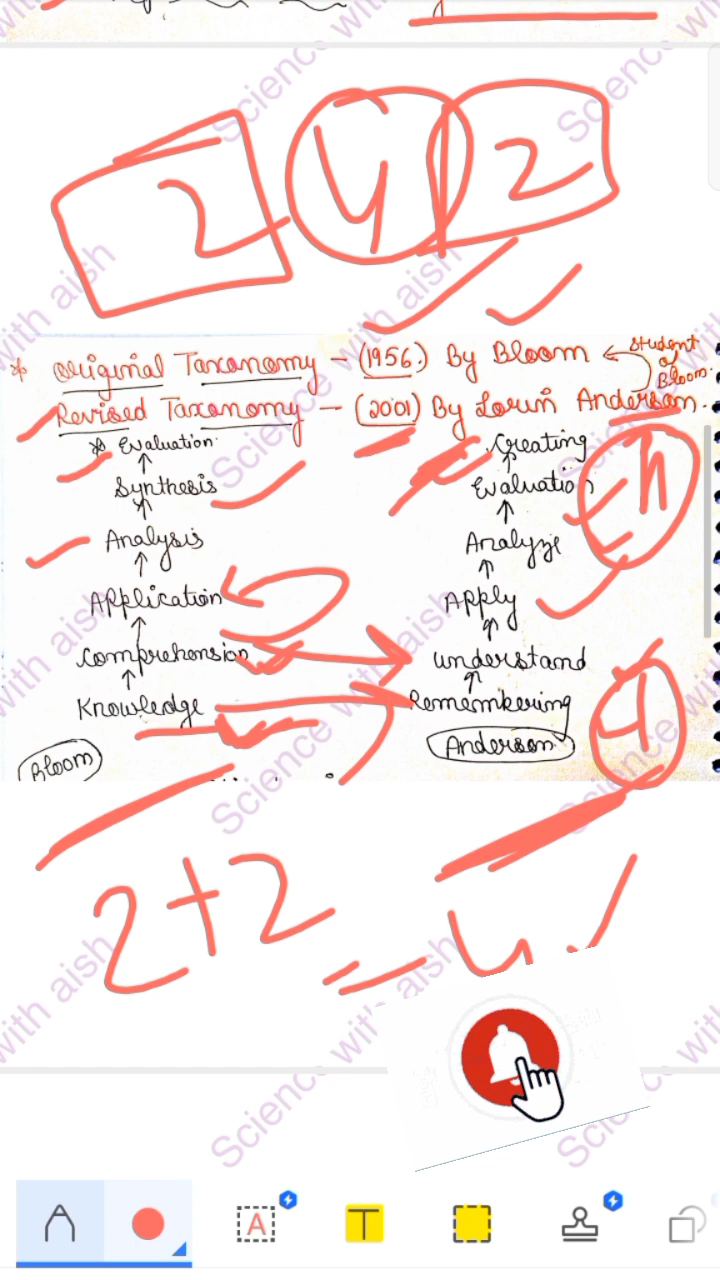 2 4 2
* Original Taxonomy - (1956) By Bloom
Student of Bloom.
Revised Taxonomy - (2001) By Lorin Anderson.
* Evaluation.
Creating
Synthesis
Evaluation
Analysis
Analyze
Application
Apply
Comprehension
understand
Knowledge
Remembering
4
Anderson
Bloom
2+2 = 4
Science with aish
A
T